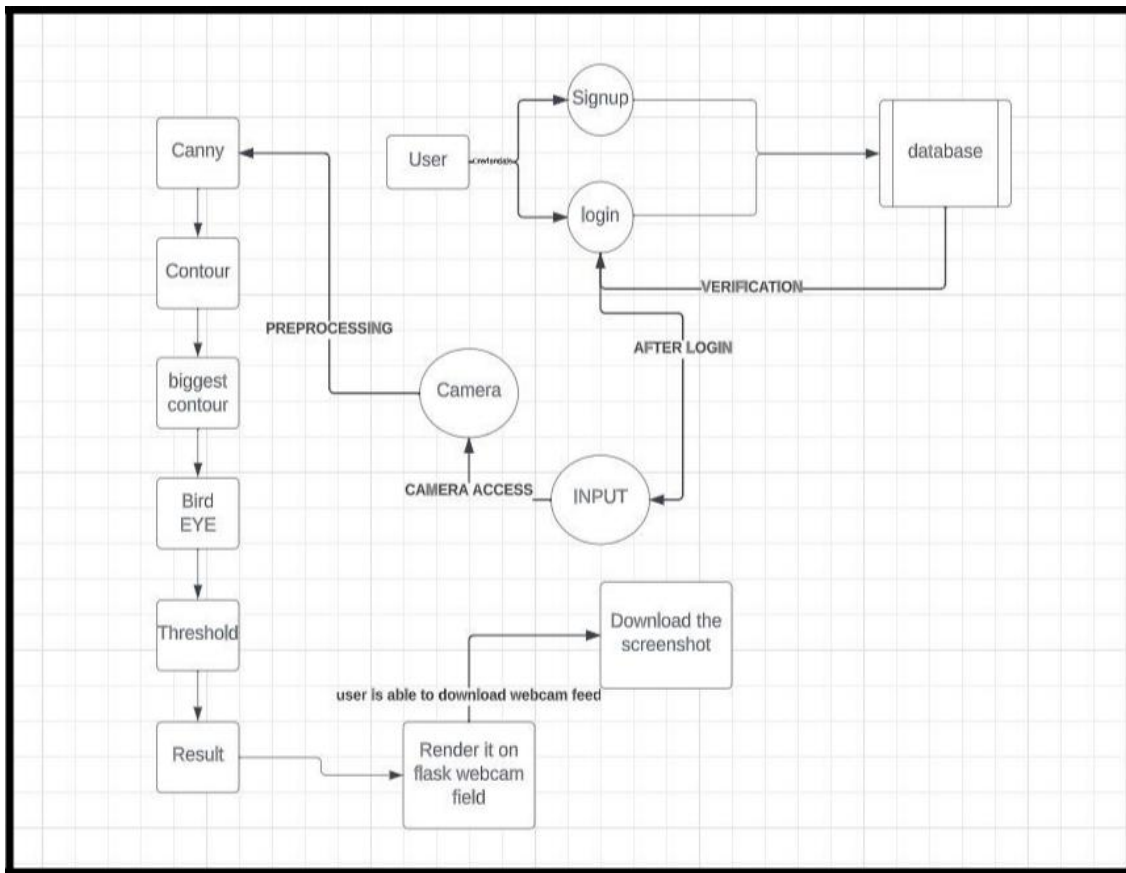 Signup
Canny
User
Credentials
database
login
Contour
VERIFICATION
PREPROCESSING
AFTER LOGIN
biggest
contour
Camera
CAMERA ACCESS
INPUT
Bird
EYE
Download the
screenshot
Threshold
user is able to download webcam feed
Result
Render it on
flask webcam
field